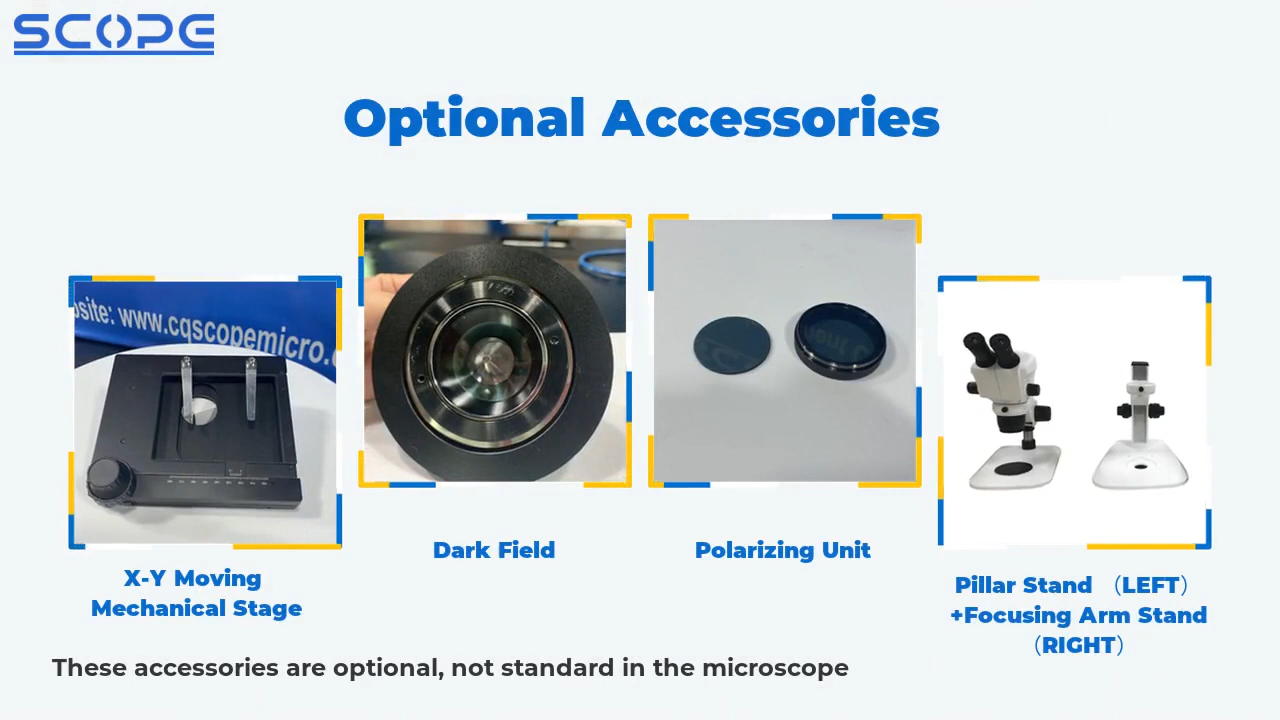 SCOPE
Optional Accessories
site: www.cqscopemicro.
X-Y Moving
Mechanical Stage
Dark Field
Polarizing Unit
Pillar Stand （LEFT）
+Focusing Arm Stand
（RIGHT）
These accessories are optional, not standard in the microscope